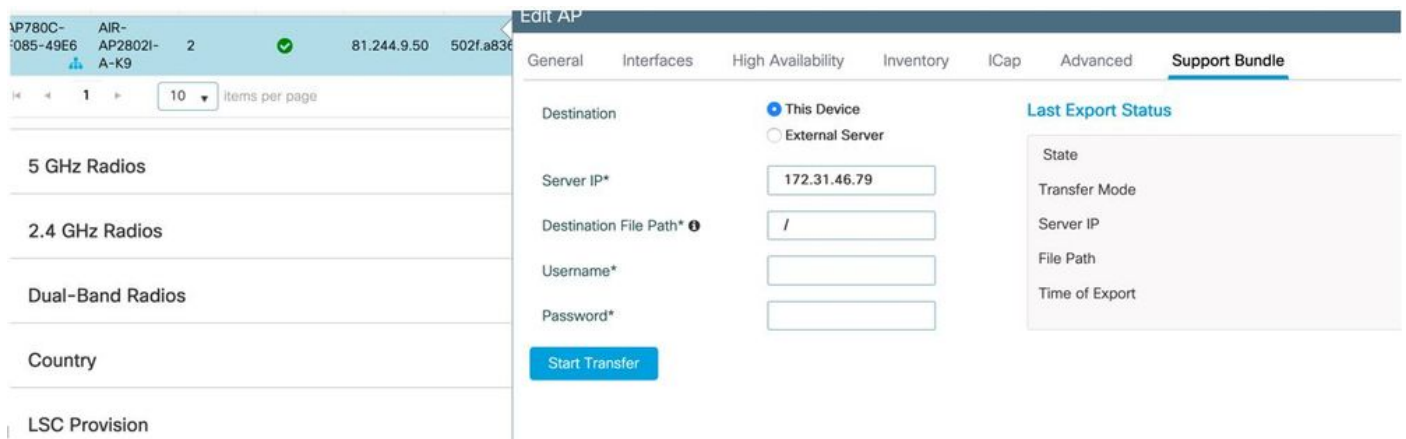 AP780C- AIR-
F085-49E6 AP2802I- 2 81.244.9.50 502f.a836
A-K9
1 10 items per page
5 GHz Radios
2.4 GHz Radios
Dual-Band Radios
Country
LSC Provision
Edit AP
General Interfaces High Availability Inventory ICap Advanced Support Bundle
Destination This Device
External Server
Server IP* 172.31.46.79
Destination File Path* /
Username*
Password*
Start Transfer
Last Export Status
State
Transfer Mode
Server IP
File Path
Time of Export